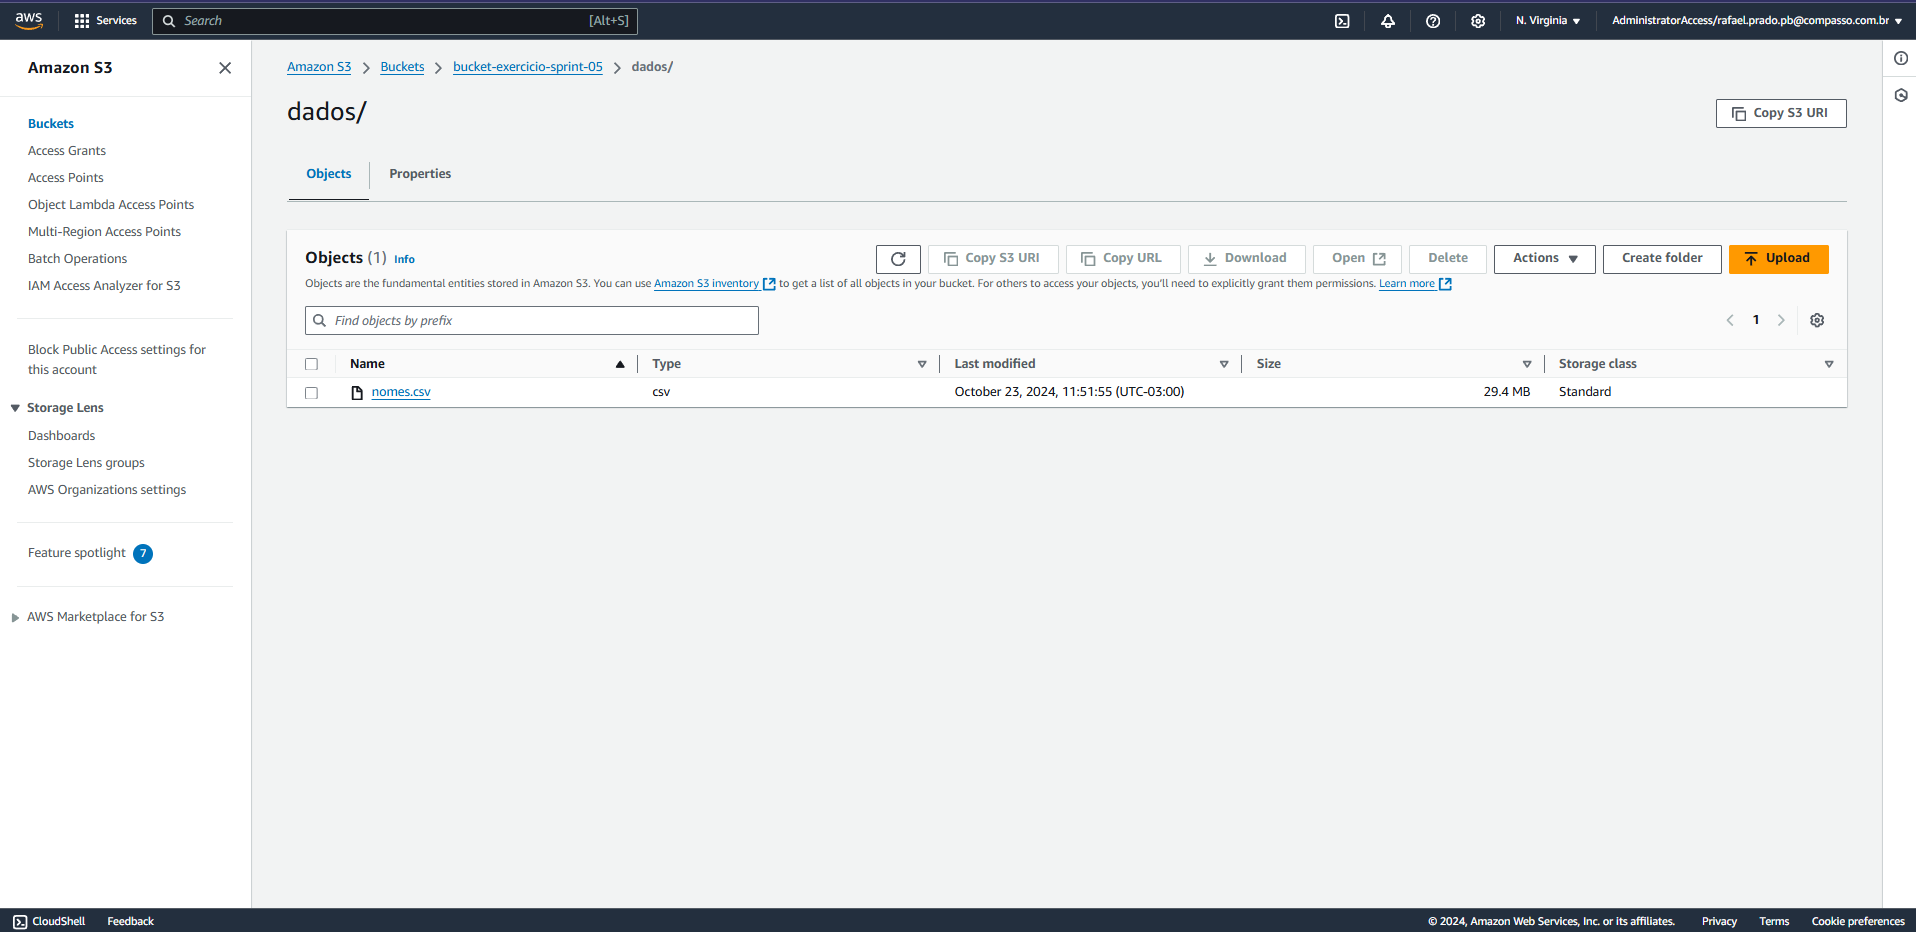 aws Services Search [Alt+S] N. Virginia AdministratorAccess/rafael.prado.pb@compasso.com.br
Amazon S3
Buckets
Access Grants
Access Points
Object Lambda Access Points
Multi-Region Access Points
Batch Operations
IAM Access Analyzer for S3
Block Public Access settings for
this account
Storage Lens
Dashboards
Storage Lens groups
AWS Organizations settings
Feature spotlight 7
AWS Marketplace for S3
Amazon S3 Buckets bucket-exercicio-sprint-05 dados/
dados/
Copy S3 URI
Objects Properties
Objects (1) Info
Copy S3 URI Copy URL Download Open Delete Actions Create folder Upload
Objects are the fundamental entities stored in Amazon S3. You can use Amazon S3 inventory to get a list of all objects in your bucket. For others to access your objects, you'll need to explicitly grant them permissions. Learn more
Find objects by prefix
1
Name Type Last modified Size Storage class
nomes.csv csv October 23, 2024, 11:51:55 (UTC-03:00) 29.4 MB Standard
CloudShell Feedback © 2024, Amazon Web Services, Inc. or its affiliates. Privacy Terms Cookie preferences